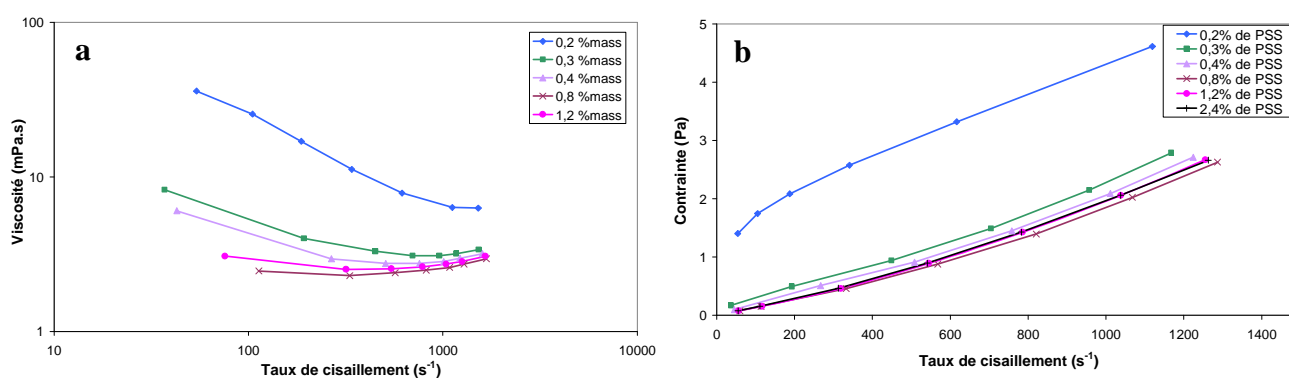 a
100
10
1
10
100
1000
10000
Viscosité (mPa.s)
Taux de cisaillement (s-1)
0,2 %mass
0,3 %mass
0,4 %mass
0,8 %mass
1,2 %mass
b
5
4
3
2
1
0
0
200
400
600
800
1000
1200
1400
Contrainte (Pa)
Taux de cisaillement (s-1)
0,2% de PSS
0,3% de PSS
0,4% de PSS
0,8% de PSS
1,2% de PSS
2,4% de PSS